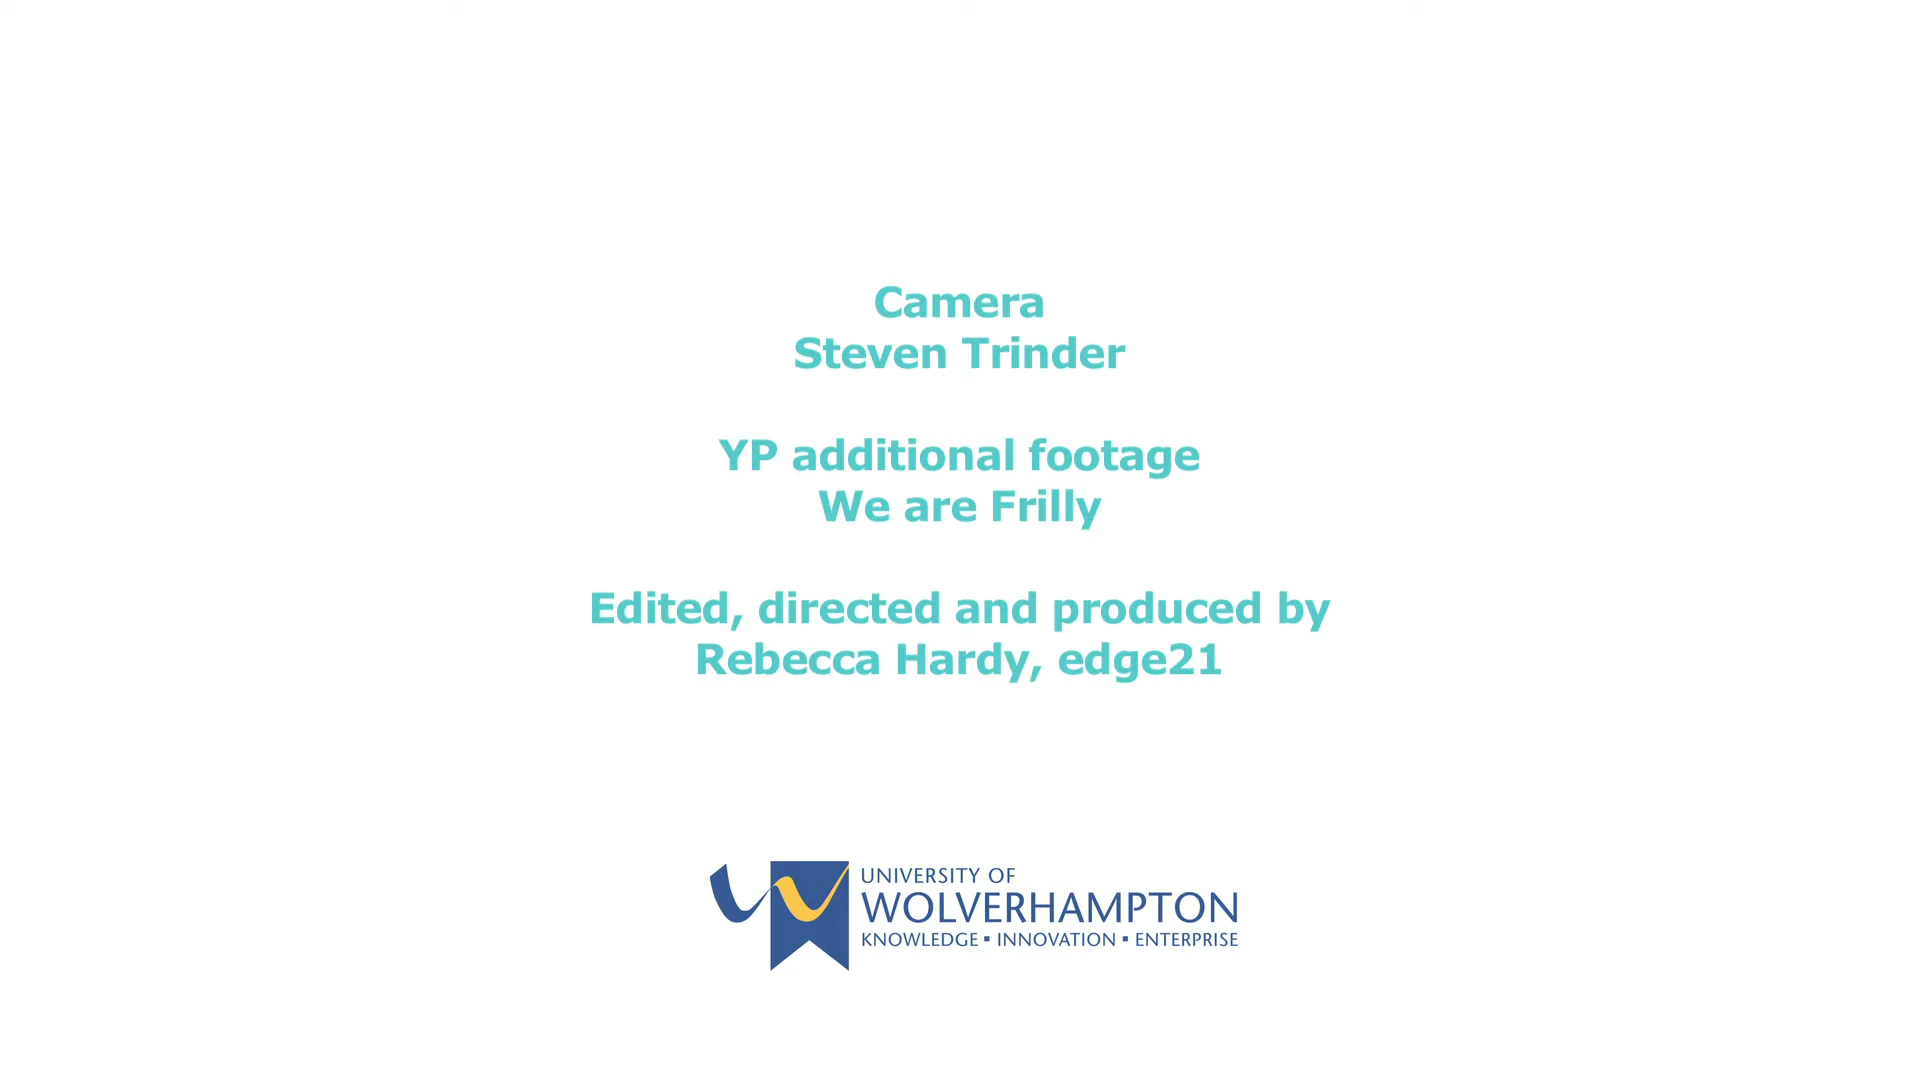 Camera
Steven Trinder
YP additional footage
We are Frilly
Edited, directed and produced by
Rebecca Hardy, edge21
UNIVERSITY OF
WOLVERHAMPTON
KNOWLEDGE ▪ INNOVATION ▪ ENTERPRISE